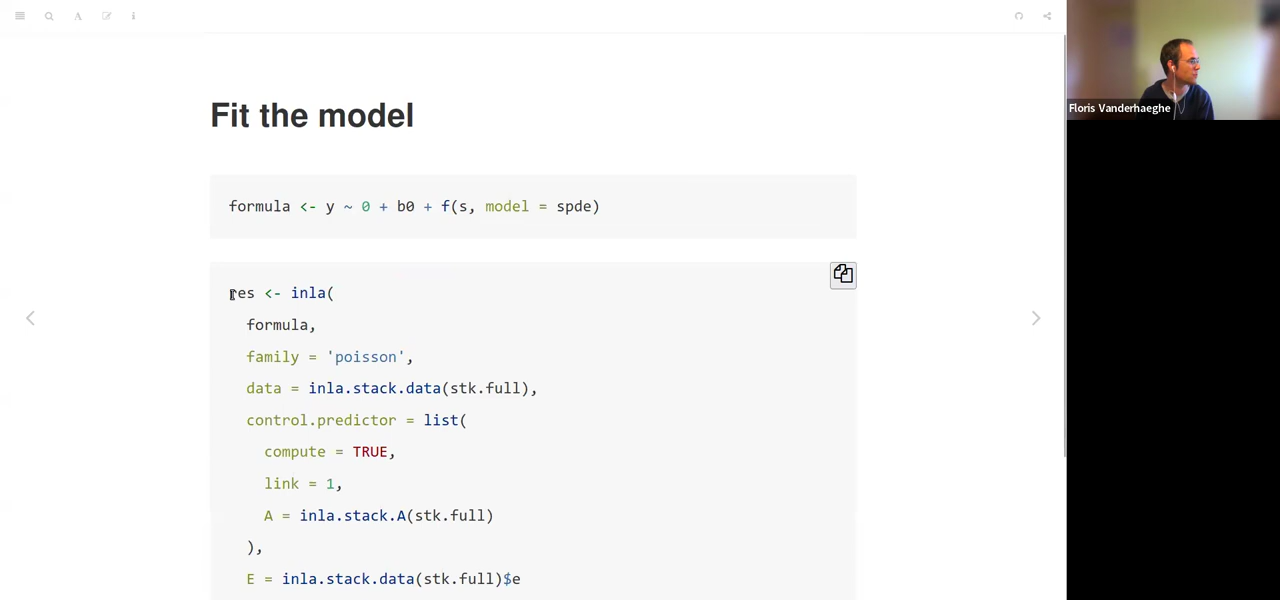 Fit the model
formula <- y ~ 0 + b0 + f(s, model = spde)
res <- inla(
formula,
family = 'poisson',
data = inla.stack.data(stk.full),
control.predictor = list(
compute = TRUE,
link = 1,
A = inla.stack.A(stk.full)
),
E = inla.stack.data(stk.full)$e
Floris Vanderhaeghe